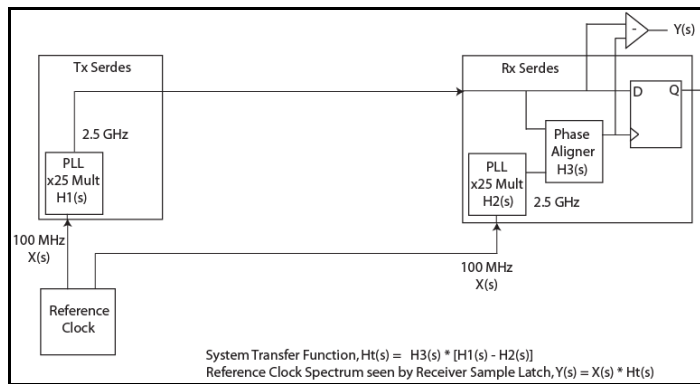 Tx Serdes
2.5 GHz
PLL
x25 Mult
H1(s)
100 MHz
X(s)
Reference
Clock
Rx Serdes
-
Y(s)
D
Q
Phase
Aligner
H3(s)
PLL
x25 Mult
H2(s)
2.5 GHz
100 MHz
X(s)
System Transfer Function, Ht(s) = H3(s) * [H1(s) - H2(s)]
Reference Clock Spectrum seen by Receiver Sample Latch, Y(s) = X(s) * Ht(s)